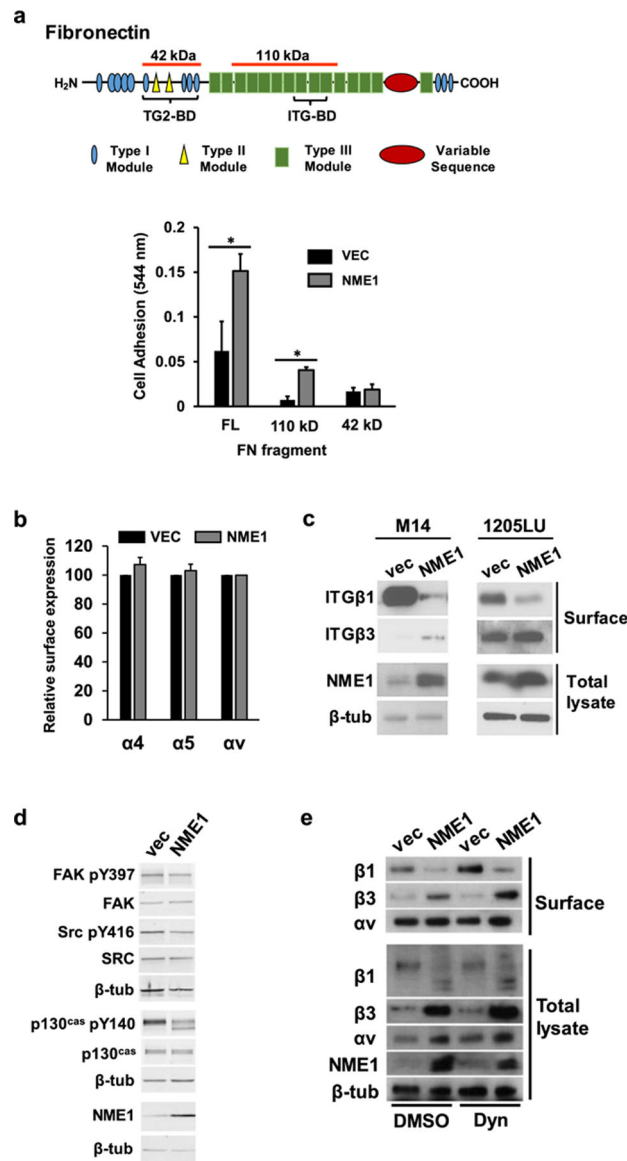 a
Fibronectin
42 kDa 110 kDa
H₂N COOH
TG2-BD ITG-BD
Type I Module Type II Module Type III Module Variable Sequence
Cell Adhesion (544 nm)
0.2
0.15
0.1
0.05
0
* *
VEC
NME1
FL 110 kD 42 kD
FN fragment
b
VEC NME1
Relative surface expression
120
100
80
60
40
20
0
α4 α5 αv
c
M14 1205LU
vec NME1 vec NME1
ITGβ1
ITGβ3
Surface
NME1
β-tub
Total lysate
d
vec NME1
FAK pY397
FAK
Src pY416
SRC
β-tub
p130ᶜᵃˢ pY140
p130ᶜᵃˢ
β-tub
NME1
β-tub
e
vec NME1 vec NME1
β1
β3
αv
Surface
β1
β3
αv
NME1
β-tub
Total lysate
DMSO Dyn